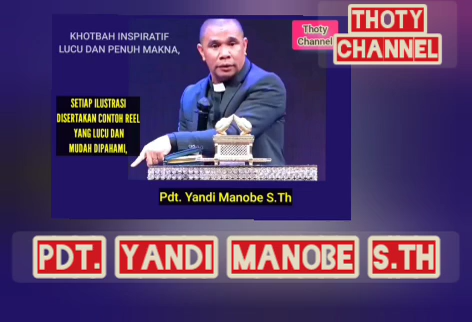 THOTY
CHANNEL
KHOTBAH INSPIRATIF
LUCU DAN PENUH MAKNA,
Thoty
Channel
SETIAP ILUSTRASI
DISERTAKAN CONTOH REEL
YANG LUCU DAN
MUDAH DIPAHAMI,
Pdt. Yandi Manobe S.Th
PDT. YANDI MANOBE S.TH